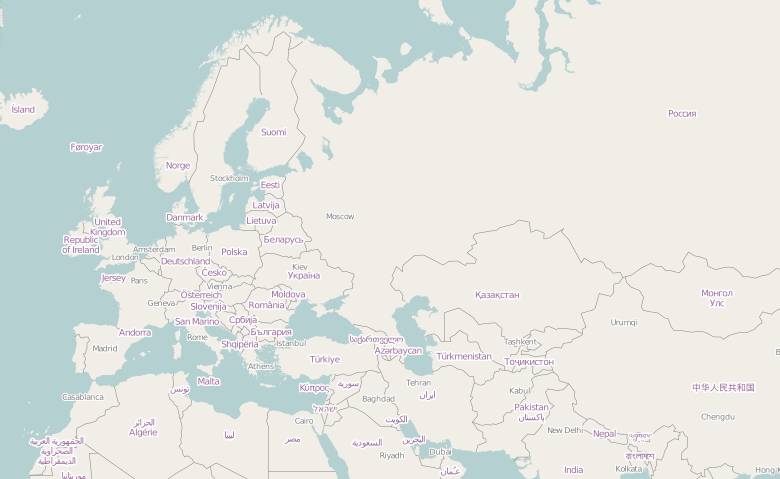 Ísland
Россия
Føroyar
Suomi
Norge
Stockholm
Eesti
Latvija
Danmark
Moscow
Lietuva
United
Kingdom
Republic
of Ireland
Беларусь
Amsterdam
Berlin
Polska
London
Deutschland
Česko
Kiev
Україна
Jersey
Paris
Vienna
Österreich
Moldova
Қазақстан
Монгол
Улс
Geneva
Slovenija
România
San Marino
Србија
Urumqi
Andorra
България
Rome
Shqipëria
Istanbul
საქართველო
Tashkent
Madrid
Azərbaycan
Türkmenistan
Türkiye
Тоҷикистон
Athens
Malta
Κύπρος
سورية
Tehran
ايران
Kabul
中华人民共和国
تونس
Casablanca
Baghdad
ישראל
Pakistan
پاکستان
Chengdu
الجزائر
Algérie
ليبيا
Cairo
مصر
الكويت
السعودية
البحرين
New Delhi
Nepal
الجمهورية العربية
الصحراوية
الديمقراطية
Riyadh
Dubai
বাংলাদেশ
عُمان
India
Kolkata
Hong K
موريتانيا